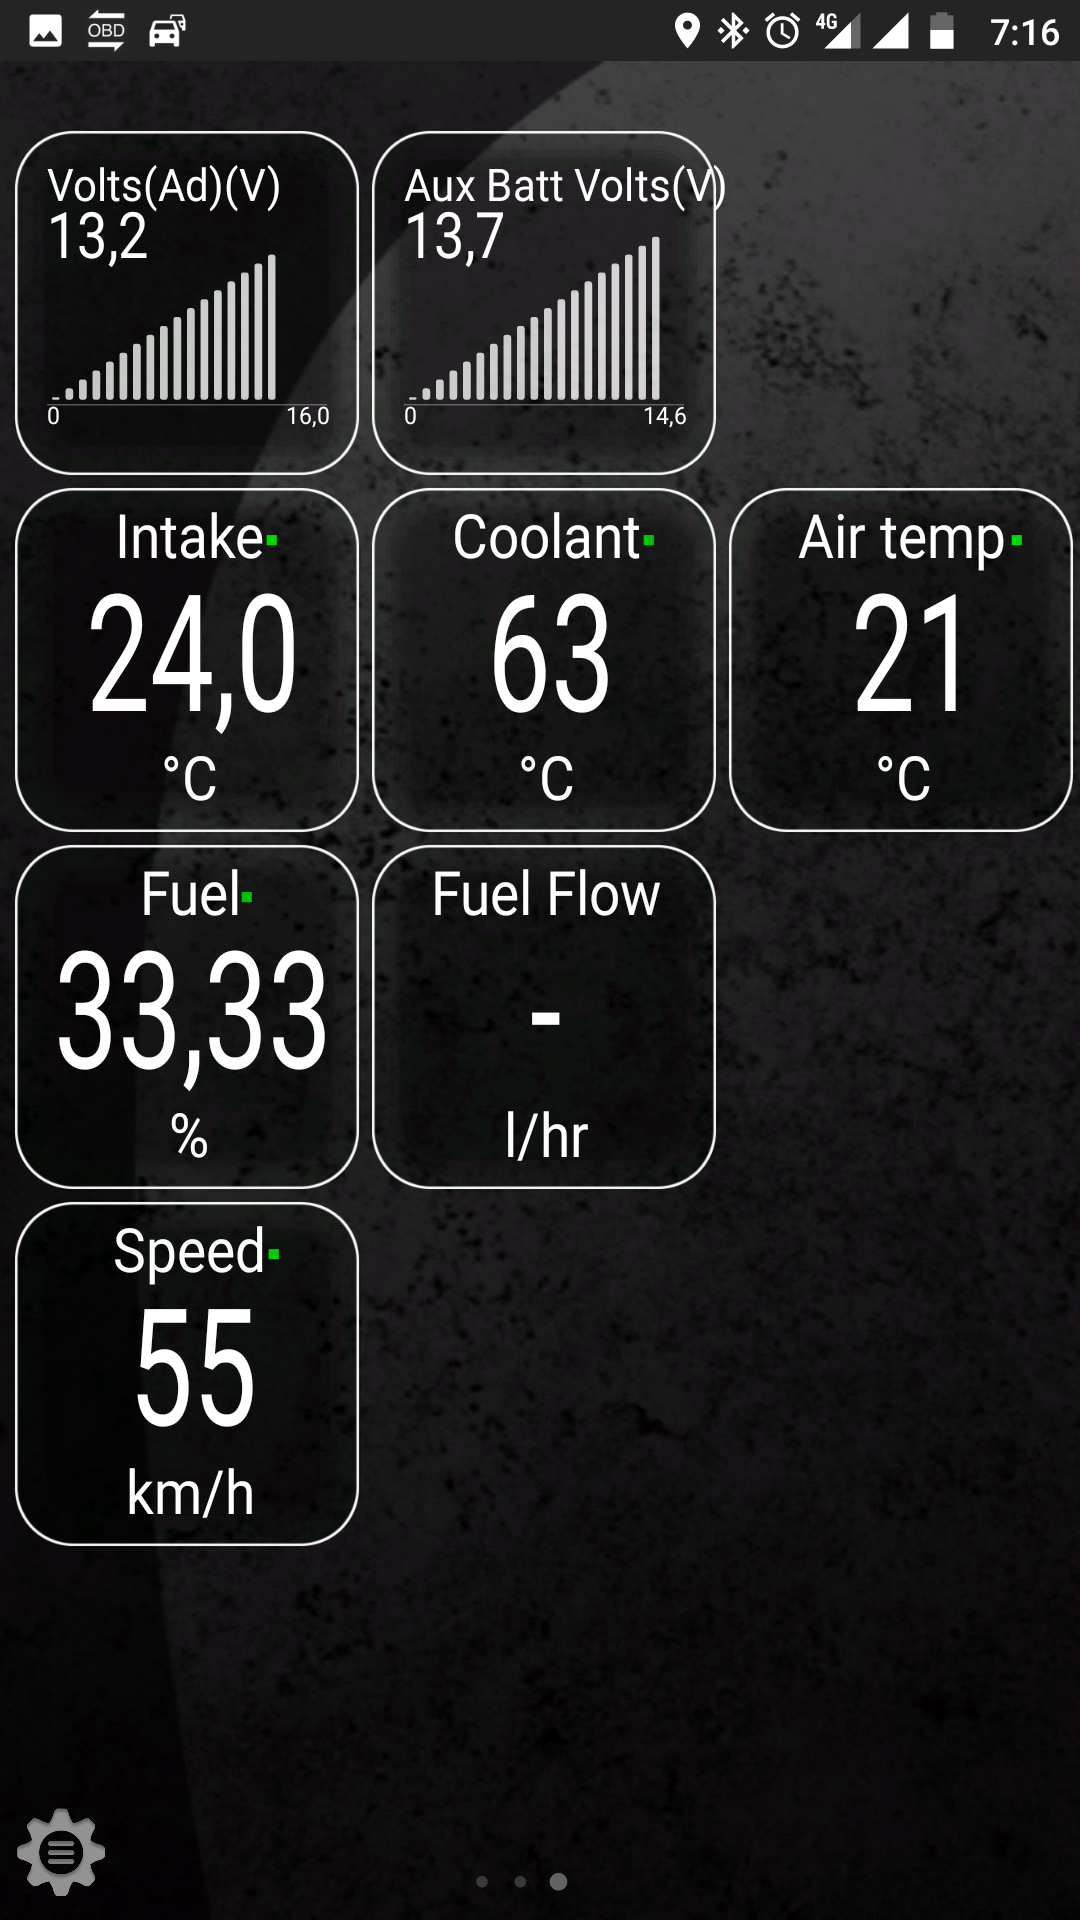 OBD
4G
7:16
Volts(Ad)(V)
13,2
0
16,0
Aux Batt Volts(V)
13,7
0
14,6
Intake
24,0
°C
Coolant
63
°C
Air temp
21
°C
Fuel
33,33
%
Fuel Flow
-
l/hr
Speed
55
km/h